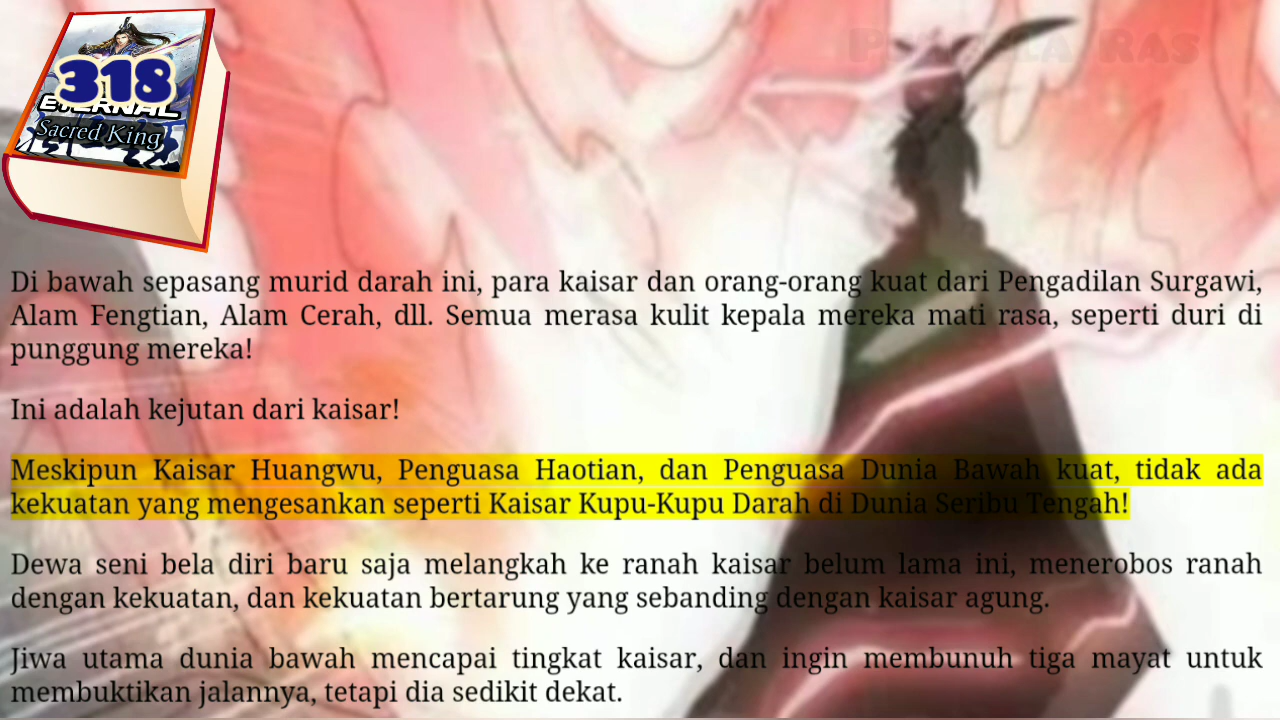 318
ETERNAL
Sacred King
Di bawah sepasang murid darah ini, para kaisar dan orang-orang kuat dari Pengadilan Surgawi,
Alam Fengtian, Alam Cerah, dll. Semua merasa kulit kepala mereka mati rasa, seperti duri di
punggung mereka!
Ini adalah kejutan dari kaisar!
Meskipun Kaisar Huangwu, Penguasa Haotian, dan Penguasa Dunia Bawah kuat, tidak ada
kekuatan yang mengesankan seperti Kaisar Kupu-Kupu Darah di Dunia Seribu Tengah!
Dewa seni bela diri baru saja melangkah ke ranah kaisar belum lama ini, menerobos ranah
dengan kekuatan, dan kekuatan bertarung yang sebanding dengan kaisar agung.
Jiwa utama dunia bawah mencapai tingkat kaisar, dan ingin membunuh tiga mayat untuk
membuktikan jalannya, tetapi dia sedikit dekat.